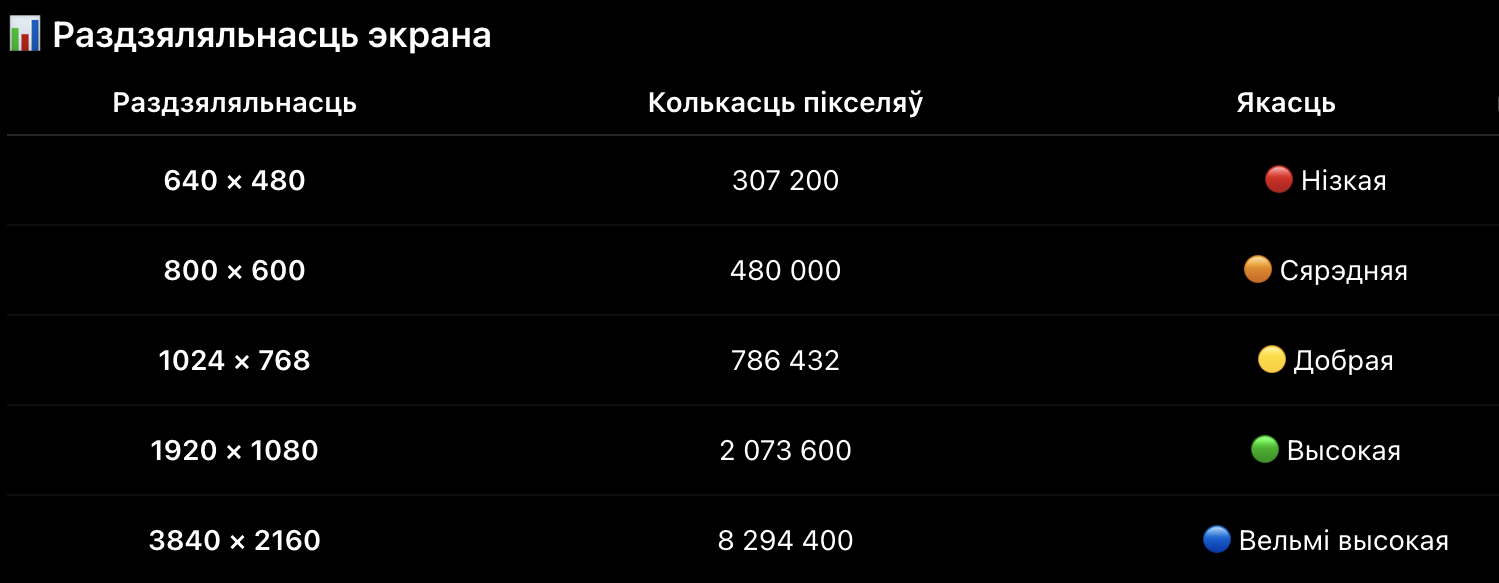 📊 Раздзяляльнасць экрана
Раздзяляльнасць Колькасць пікселяў Якасць
640 × 480 307 200 🔴 Нізкая
800 × 600 480 000 🟠 Сярэдняя
1024 × 768 786 432 🟡 Добрая
1920 × 1080 2 073 600 🟢 Высокая
3840 × 2160 8 294 400 🔵 Вельмі высокая